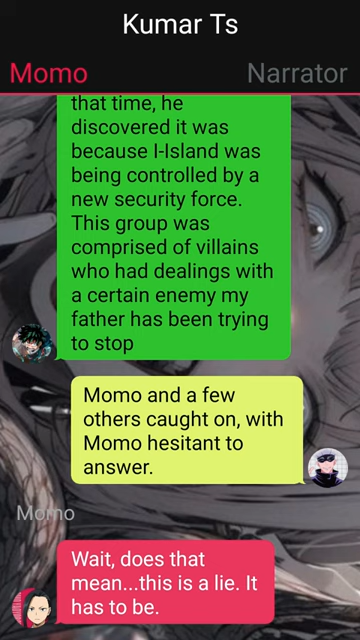 Kumar Ts
Momo
Narrator
that time, he
discovered it was
because I-Island was
being controlled by a
new security force.
This group was
comprised of villains
who had dealings with
a certain enemy my
father has been trying
to stop
Momo and a few
others caught on, with
Momo hesitant to
answer.
Momo
Wait, does that
mean...this is a lie. It
has to be.